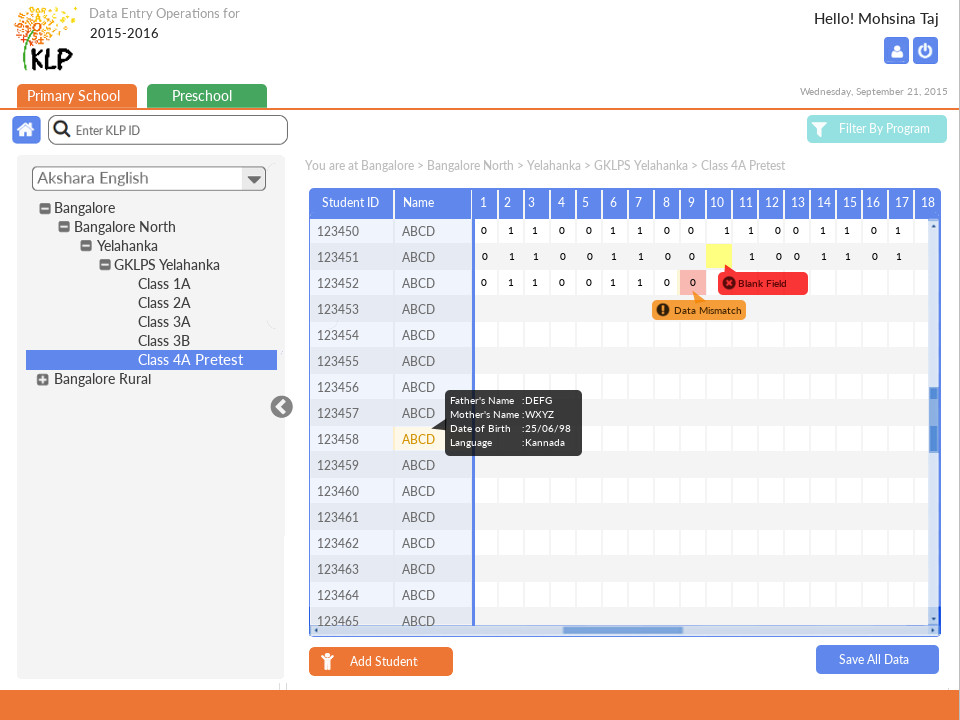 Data Entry Operations for
2015-2016
Hello! Mohsina Taj
KLP
Primary School
Preschool
Wednesday, September 21, 2015
Enter KLP ID
Filter By Program
You are at Bangalore > Bangalore North > Yelahanka > GKLPS Yelahanka > Class 4A Pretest
Akshara English
Bangalore
Bangalore North
Yelahanka
GKLPS Yelahanka
Class 1A
Class 2A
Class 3A
Class 3B
Class 4A Pretest
Bangalore Rural
Student ID Name 1 2 3 4 5 6 7 8 9 10 11 12 13 14 15 16 17 18
123450 ABCD 0 1 1 0 0 1 1 0 0 1 1 0 0 1 1 0 1
123451 ABCD 0 1 1 0 0 1 1 0 0 1 0 0 1 1 0 1
123452 ABCD 0 1 1 0 0 1 1 0 0
Blank Field
123453 ABCD
Data Mismatch
123454 ABCD
123455 ABCD
123456 ABCD
123457 ABCD
123458 ABCD
Father's Name :DEFG
Mother's Name :WXYZ
Date of Birth :25/06/98
Language :Kannada
123459 ABCD
123460 ABCD
123461 ABCD
123462 ABCD
123463 ABCD
123464 ABCD
123465 ABCD
Add Student
Save All Data